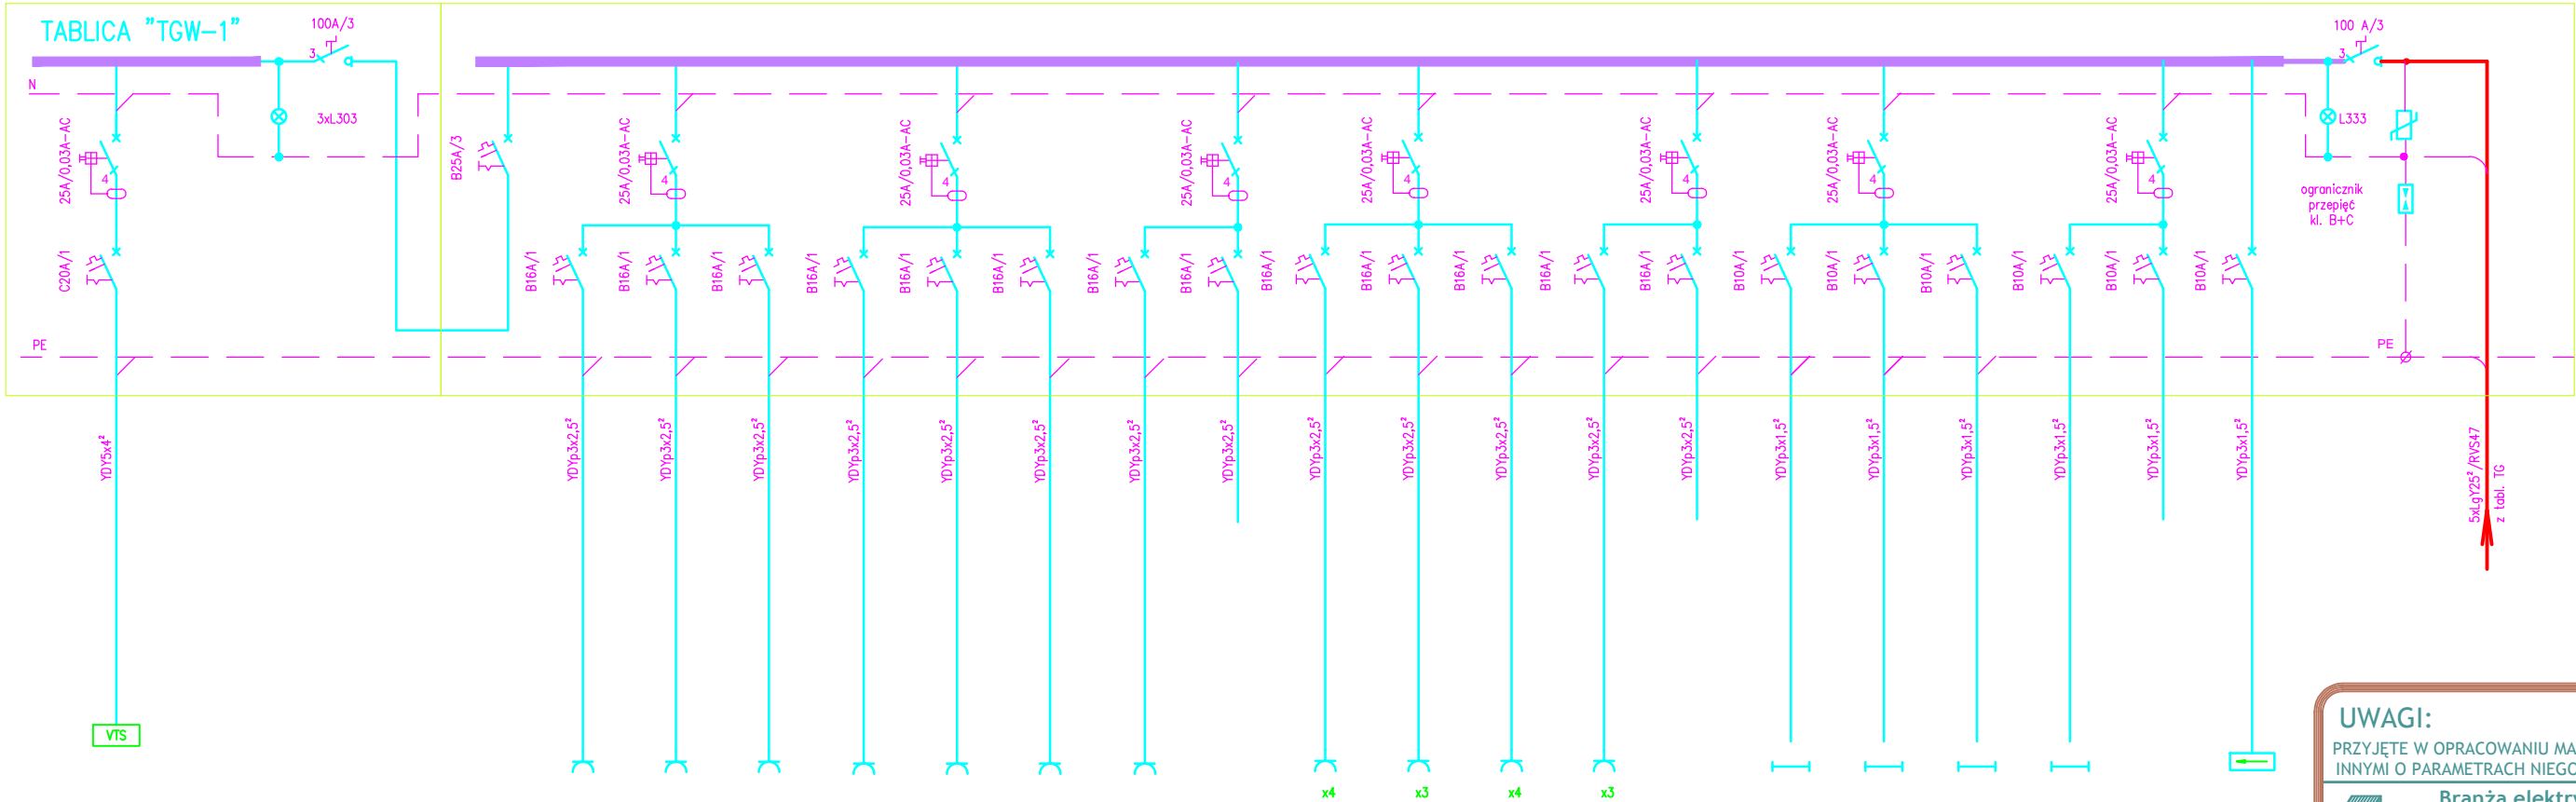 TABLICA "TGW-1"
100A/3
100 A/3
3
3
N
3xL303
L333
25A/0,03A-AC
4
B25A/3
25A/0,03A-AC
4
25A/0,03A-AC
4
25A/0,03A-AC
4
25A/0,03A-AC
4
25A/0,03A-AC
4
25A/0,03A-AC
4
25A/0,03A-AC
4
ogranicznik
przepięć
kl. B+C
C20A/1
B16A/1
B16A/1
B16A/1
B16A/1
B16A/1
B16A/1
B16A/1
B16A/1
B16A/1
B16A/1
B16A/1
B16A/1
B16A/1
B10A/1
B10A/1
B10A/1
B10A/1
B10A/1
B10A/1
PE
PE
YDY5x4²
YDYp3x2,5²
YDYp3x2,5²
YDYp3x2,5²
YDYp3x2,5²
YDYp3x2,5²
YDYp3x2,5²
YDYp3x2,5²
YDYp3x2,5²
YDYp3x2,5²
YDYp3x2,5²
YDYp3x2,5²
YDYp3x2,5²
YDYp3x2,5²
YDYp3x1,5²
YDYp3x1,5²
YDYp3x1,5²
YDYp3x1,5²
YDYp3x1,5²
YDYp3x1,5²
5xLgY25²/RVS47
z tabl. TG
VTS
x4
x3
x4
x3
UWAGI:
PRZYJĘTE W OPRACOWANIU MA
INNYMI O PARAMETRACH NIEGO
Branża elektry